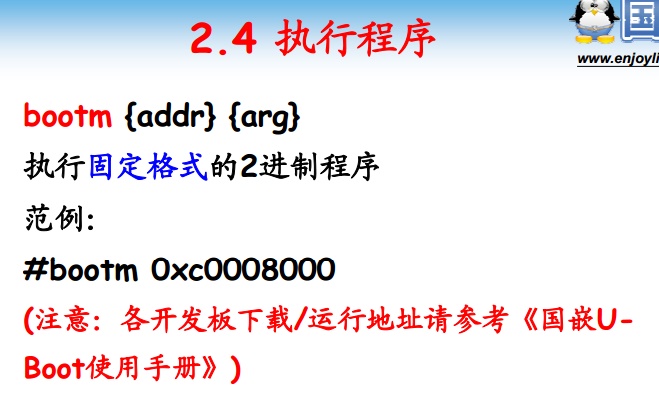 2.4 执行程序
国
www.enjoyli
bootm {addr} {arg}
执行固定格式的2进制程序
范例:
#bootm 0xc0008000
(注意：各开发板下载/运行地址请参考《国嵌U-
Boot使用手册》)